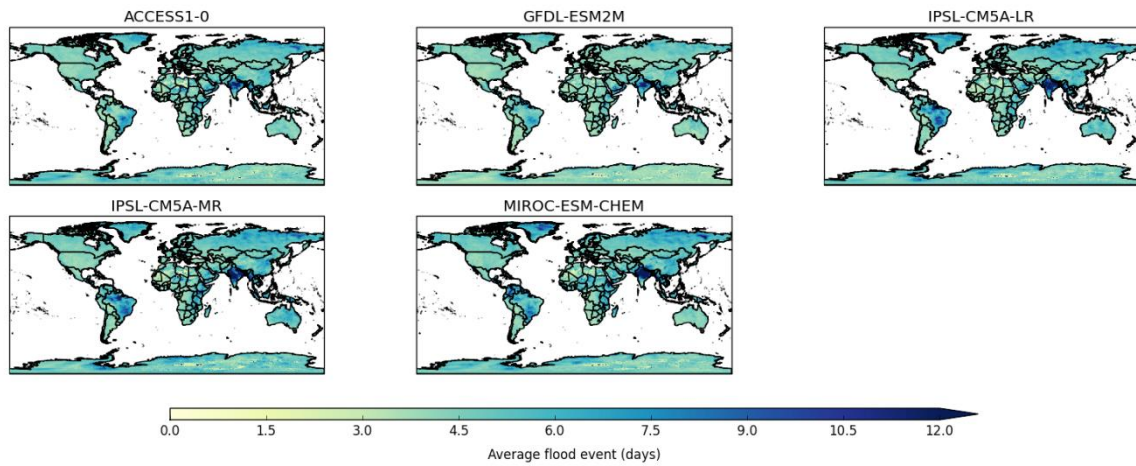 ACCESS1-0
GFDL-ESM2M
IPSL-CM5A-LR
IPSL-CM5A-MR
MIROC-ESM-CHEM
0.0 1.5 3.0 4.5 6.0 7.5 9.0 10.5 12.0
Average flood event (days)